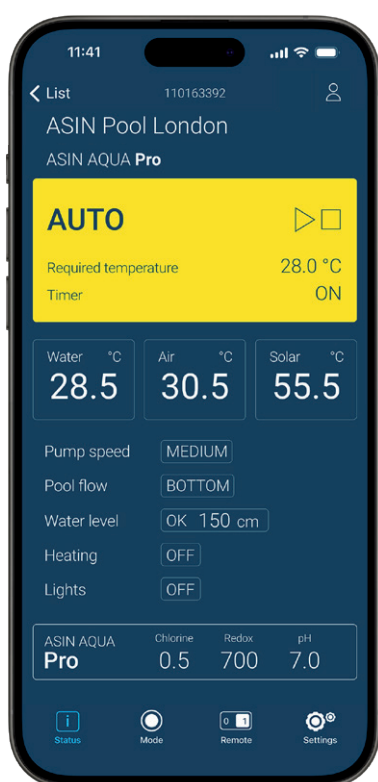 11:41
List 110163392
ASIN Pool London
ASIN AQUA Pro
AUTO
Required temperature 28.0 °C
Timer ON
Water °C Air °C Solar °C
28.5 30.5 55.5
Pump speed MEDIUM
Pool flow BOTTOM
Water level OK 150 cm
Heating OFF
Lights OFF
ASIN AQUA Chlorine Redox pH
Pro 0.5 700 7.0
i 0 1
Status Mode Remote Settings